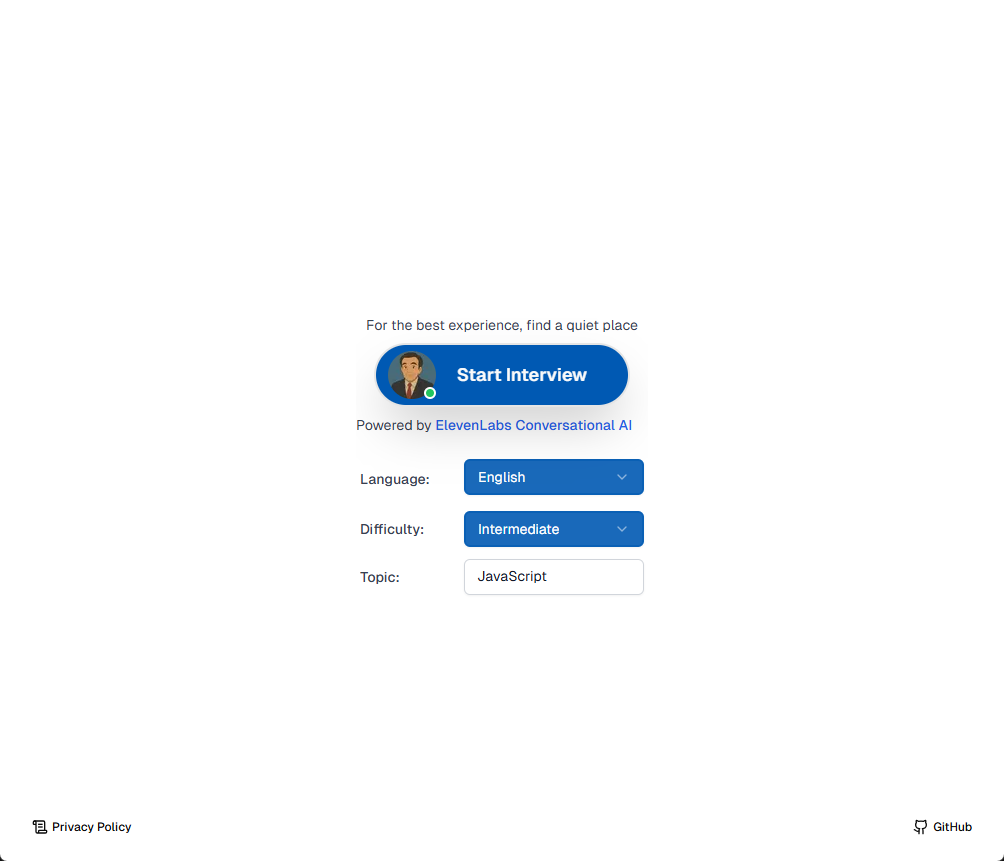 For the best experience, find a quiet place
Start Interview
Powered by ElevenLabs Conversational AI
Language: English
Difficulty: Intermediate
Topic: JavaScript
Privacy Policy GitHub